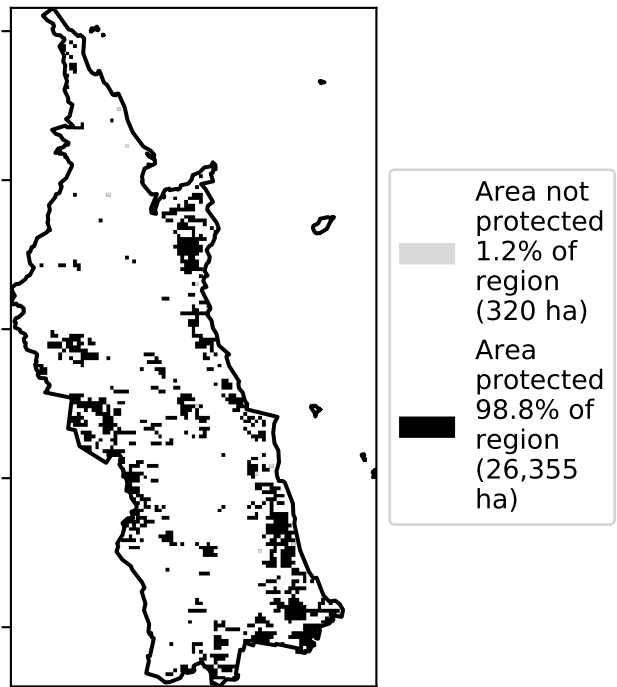 Area not
protected
1.2% of
region
(320 ha)
Area
protected
98.8% of
region
(26,355
ha)